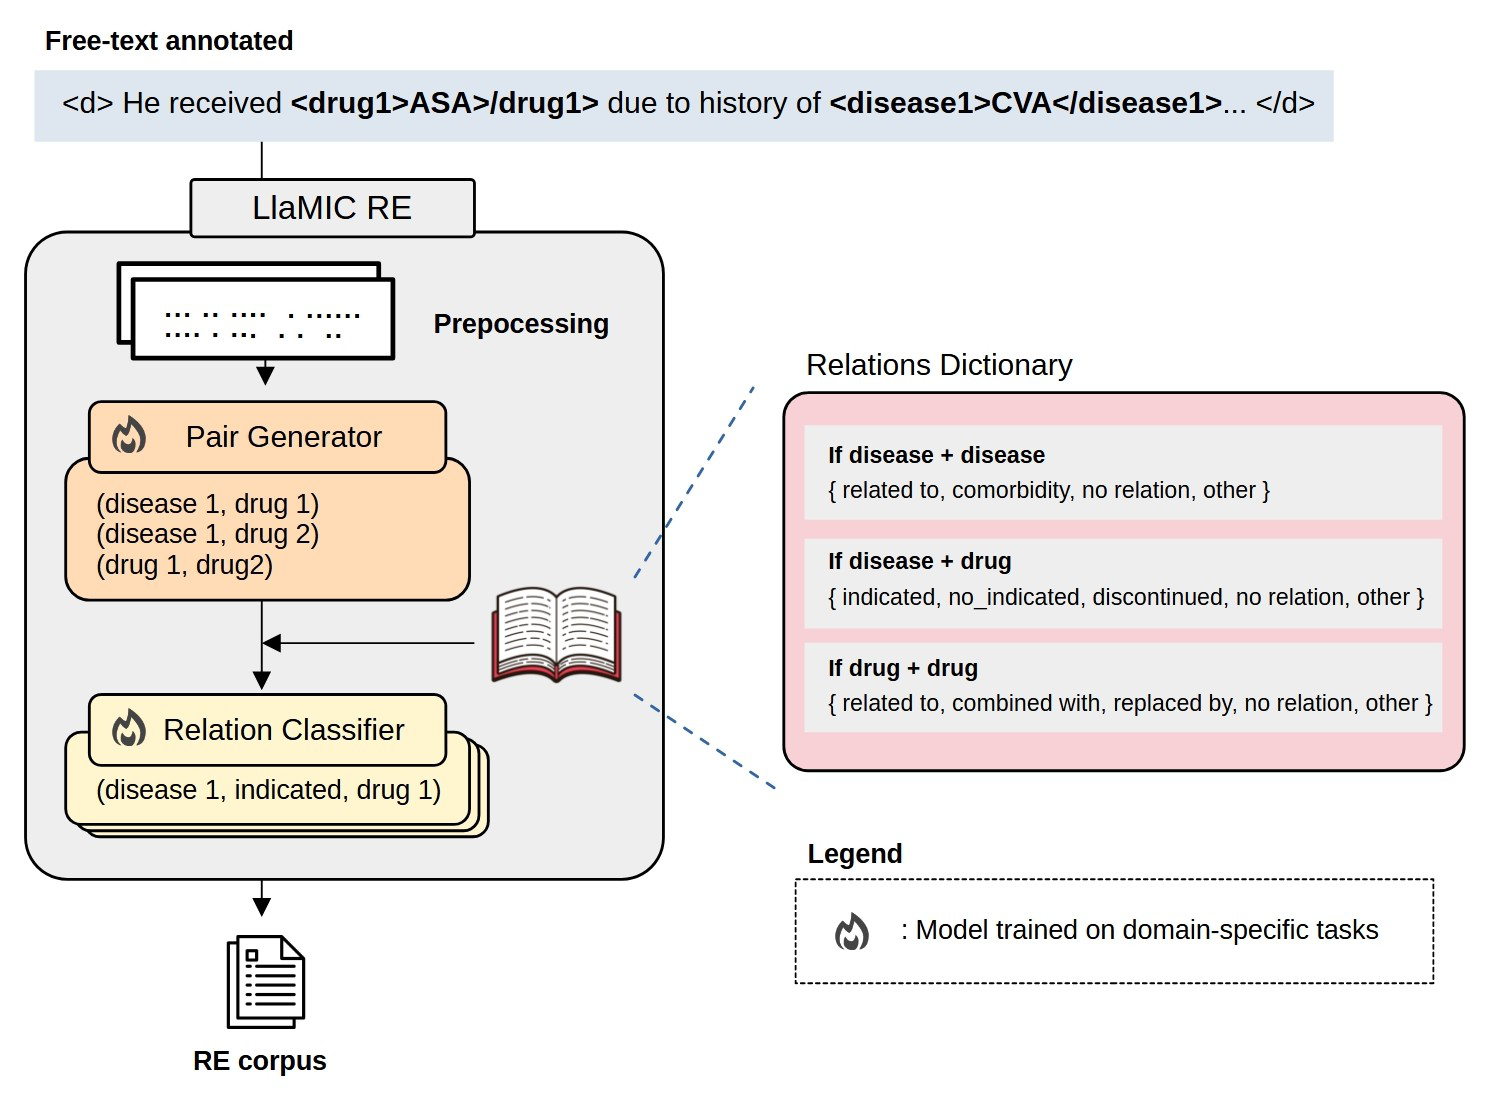 Free-text annotated
<d> He received <drug1>ASA>/drug1> due to history of <disease1>CVA</disease1>... </d>
LlaMIC RE
Prepocessing
Pair Generator
(disease 1, drug 1)
(disease 1, drug 2)
(drug 1, drug2)
Relation Classifier
(disease 1, indicated, drug 1)
RE corpus
Relations Dictionary
If disease + disease
{ related to, comorbidity, no relation, other }
If disease + drug
{ indicated, no_indicated, discontinued, no relation, other }
If drug + drug
{ related to, combined with, replaced by, no relation, other }
Legend
: Model trained on domain-specific tasks